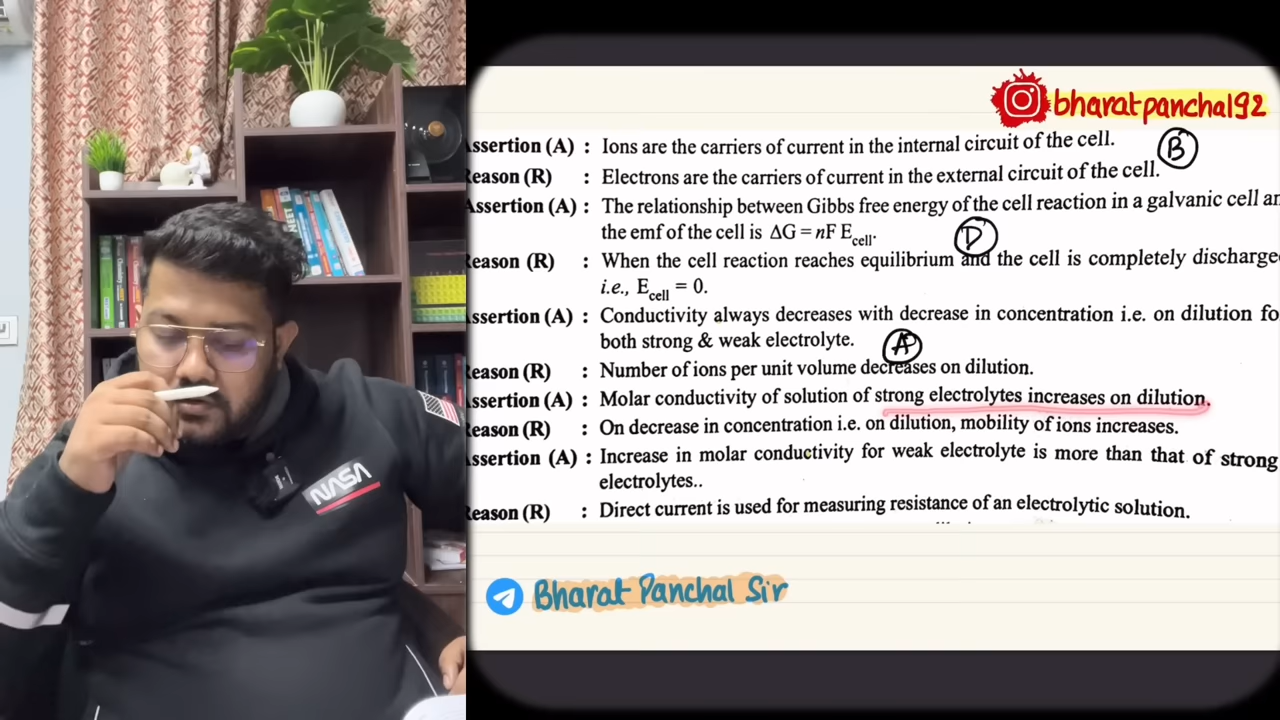 bharatpanchal92
Assertion (A) : Ions are the carriers of current in the internal circuit of the cell. B
Reason (R) : Electrons are the carriers of current in the external circuit of the cell.
Assertion (A) : The relationship between Gibbs free energy of the cell reaction in a galvanic cell an
the emf of the cell is ΔG = nF E cell. D
Reason (R) : When the cell reaction reaches equilibrium and the cell is completely discharge
i.e., E cell = 0.
ssertion (A) : Conductivity always decreases with decrease in concentration i.e. on dilution fo
both strong & weak electrolyte. A
Reason (R) : Number of ions per unit volume decreases on dilution.
ssertion (A) : Molar conductivity of solution of strong electrolytes increases on dilution.
Reason (R) : On decrease in concentration i.e. on dilution, mobility of ions increases.
ssertion (A) : Increase in molar conductivity for weak electrolyte is more than that of strong
electrolytes..
Reason (R) : Direct current is used for measuring resistance of an electrolytic solution.
Bharat Panchal Sir
NASA